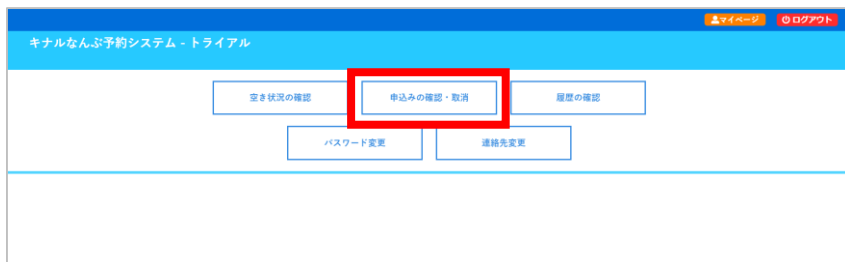 マイページ ログアウト
キナルなんぶ予約システム - トライアル
空き状況の確認 申込みの確認・取消 履歴の確認
パスワード変更 連絡先変更